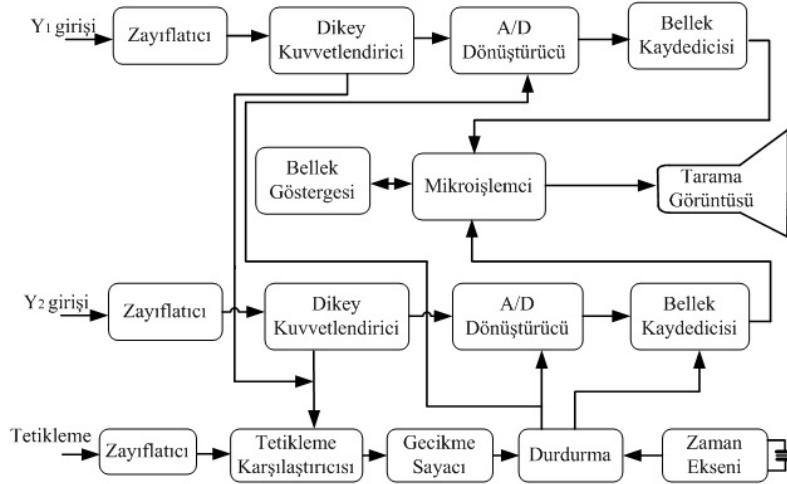 Y1 girişi
Zayıflatıcı
Dikey
Kuvvetlendirici
A/D
Dönüştürücü
Bellek
Kaydedicisi
Bellek
Göstergesi
Mikroişlemci
Tarama
Görüntüsü
Y2 girişi
Zayıflatıcı
Dikey
Kuvvetlendirici
A/D
Dönüştürücü
Bellek
Kaydedicisi
Tetikleme
Zayıflatıcı
Tetikleme
Karşılaştırıcısı
Gecikme
Sayacı
Durdurma
Zaman
Ekseni